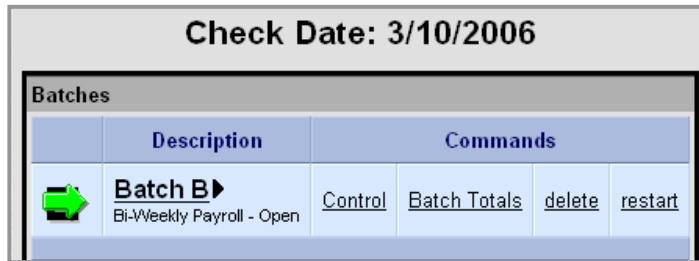 Check Date: 3/10/2006
Batches
Description Commands
Batch B
Bi-Weekly Payroll - Open
Control Batch Totals delete restart